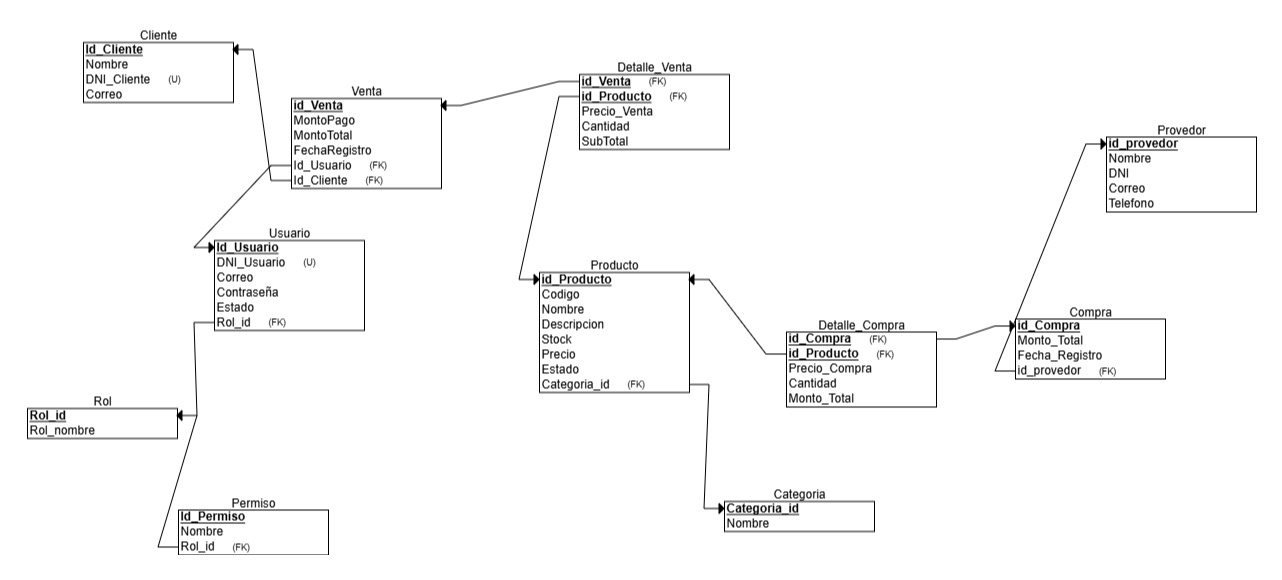 Cliente
Id_Cliente
Nombre
DNI_Cliente (U)
Correo
Venta
id_Venta
MontoPago
MontoTotal
FechaRegistro
Id_Usuario (FK)
Id_Cliente (FK)
Detalle_Venta
id_Venta (FK)
id_Producto (FK)
Precio_Venta
Cantidad
SubTotal
Provedor
id_provedor
Nombre
DNI
Correo
Telefono
Usuario
Id_Usuario
DNI_Usuario (U)
Correo
Contraseña
Estado
Rol_id (FK)
Producto
id_Producto
Codigo
Nombre
Descripcion
Stock
Precio
Estado
Categoria_id (FK)
Detalle_Compra
id_Compra (FK)
id_Producto (FK)
Precio_Compra
Cantidad
Monto_Total
Compra
id_Compra
Monto_Total
Fecha_Registro
id_provedor (FK)
Rol
Rol_id
Rol_nombre
Permiso
Id_Permiso
Nombre
Rol_id (FK)
Categoria
Categoria_id
Nombre